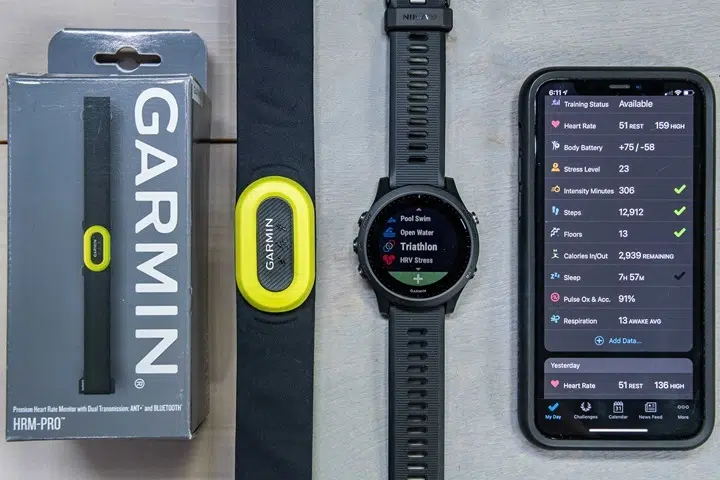 GARMIN®
Premium Heart Rate Monitor with Dual Transmission; ANT+® and BLUETOOTH®
HRM-PRO™
GARMIN
GARMIN
Pool Swim
Open Water
Triathlon
HRV Stress
GARMIN
6:11
Training Status Available
Heart Rate 51 REST 159 HIGH
Body Battery +75 / -58
Stress Level 23
Intensity Minutes 306
Steps 12,912
Floors 13
Calories In/Out 2,939 REMAINING
Sleep 7H 57M
Pulse Ox & Acc. 91%
Respiration 13 AWAKE AVG
Add Data...
Yesterday
Heart Rate 51 REST 136 HIGH
My Day Challenges Calendar News Feed More